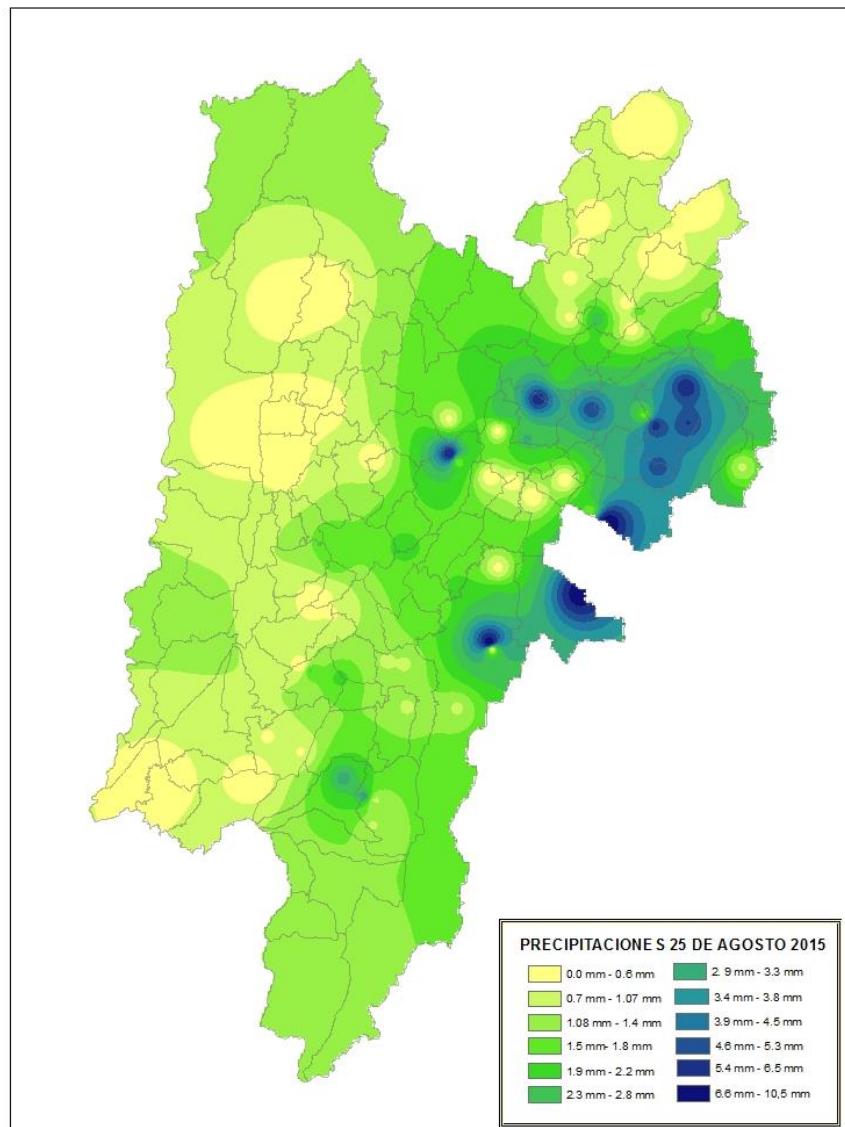 PRECIPITACIONES 25 DE AGOSTO 2015
0.0 mm - 0.6 mm
0.7 mm - 1.07 mm
1.08 mm - 1.4 mm
1.5 mm- 1.8 mm
1.9 mm - 2.2 mm
2.3 mm - 2.8 mm
2. 9 mm - 3.3 mm
3.4 mm - 3.8 mm
3.9 mm - 4.5 mm
4.6 mm - 5.3 mm
5.4 mm - 6.5 mm
6.6 mm - 10,5 mm